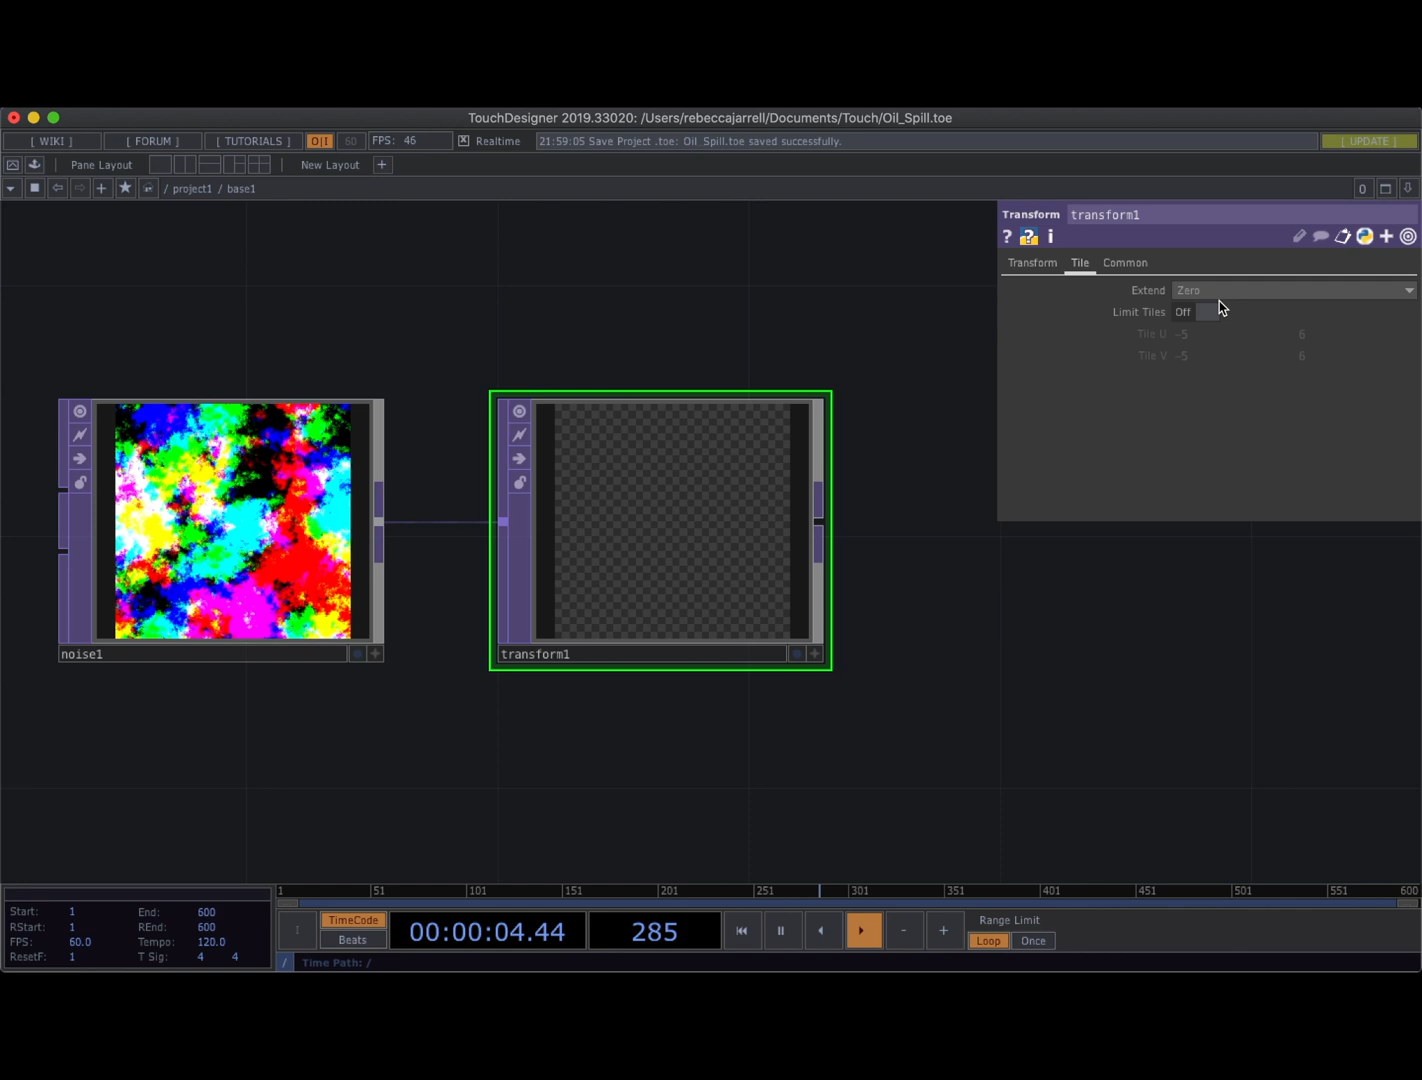 TouchDesigner 2019.33020: /Users/rebeccajarrell/Documents/Touch/Oil_Spill.toe
[ WIKI ] [ FORUM ] [ TUTORIALS ] O|I 60 FPS: 46 Realtime 21:59:05 Save Project .toe: Oil_Spill.toe saved successfully. [ UPDATE ]
Pane Layout New Layout +
/ project1 / base1 0
Transform transform1
? ? i
Transform Tile Common
Extend Zero
Limit Tiles Off
Tile U -5 6
Tile V -5 6
noise1
transform1
1 51 101 151 201 251 301 351 401 451 501 551 600
Start: 1 End: 600
RStart: 1 REnd: 600
FPS: 60.0 Tempo: 120.0
ResetF: 1 T Sig: 4 4
I TimeCode 00:00:04.44 285 - + Range Limit
Beats Loop Once
/ Time Path: /